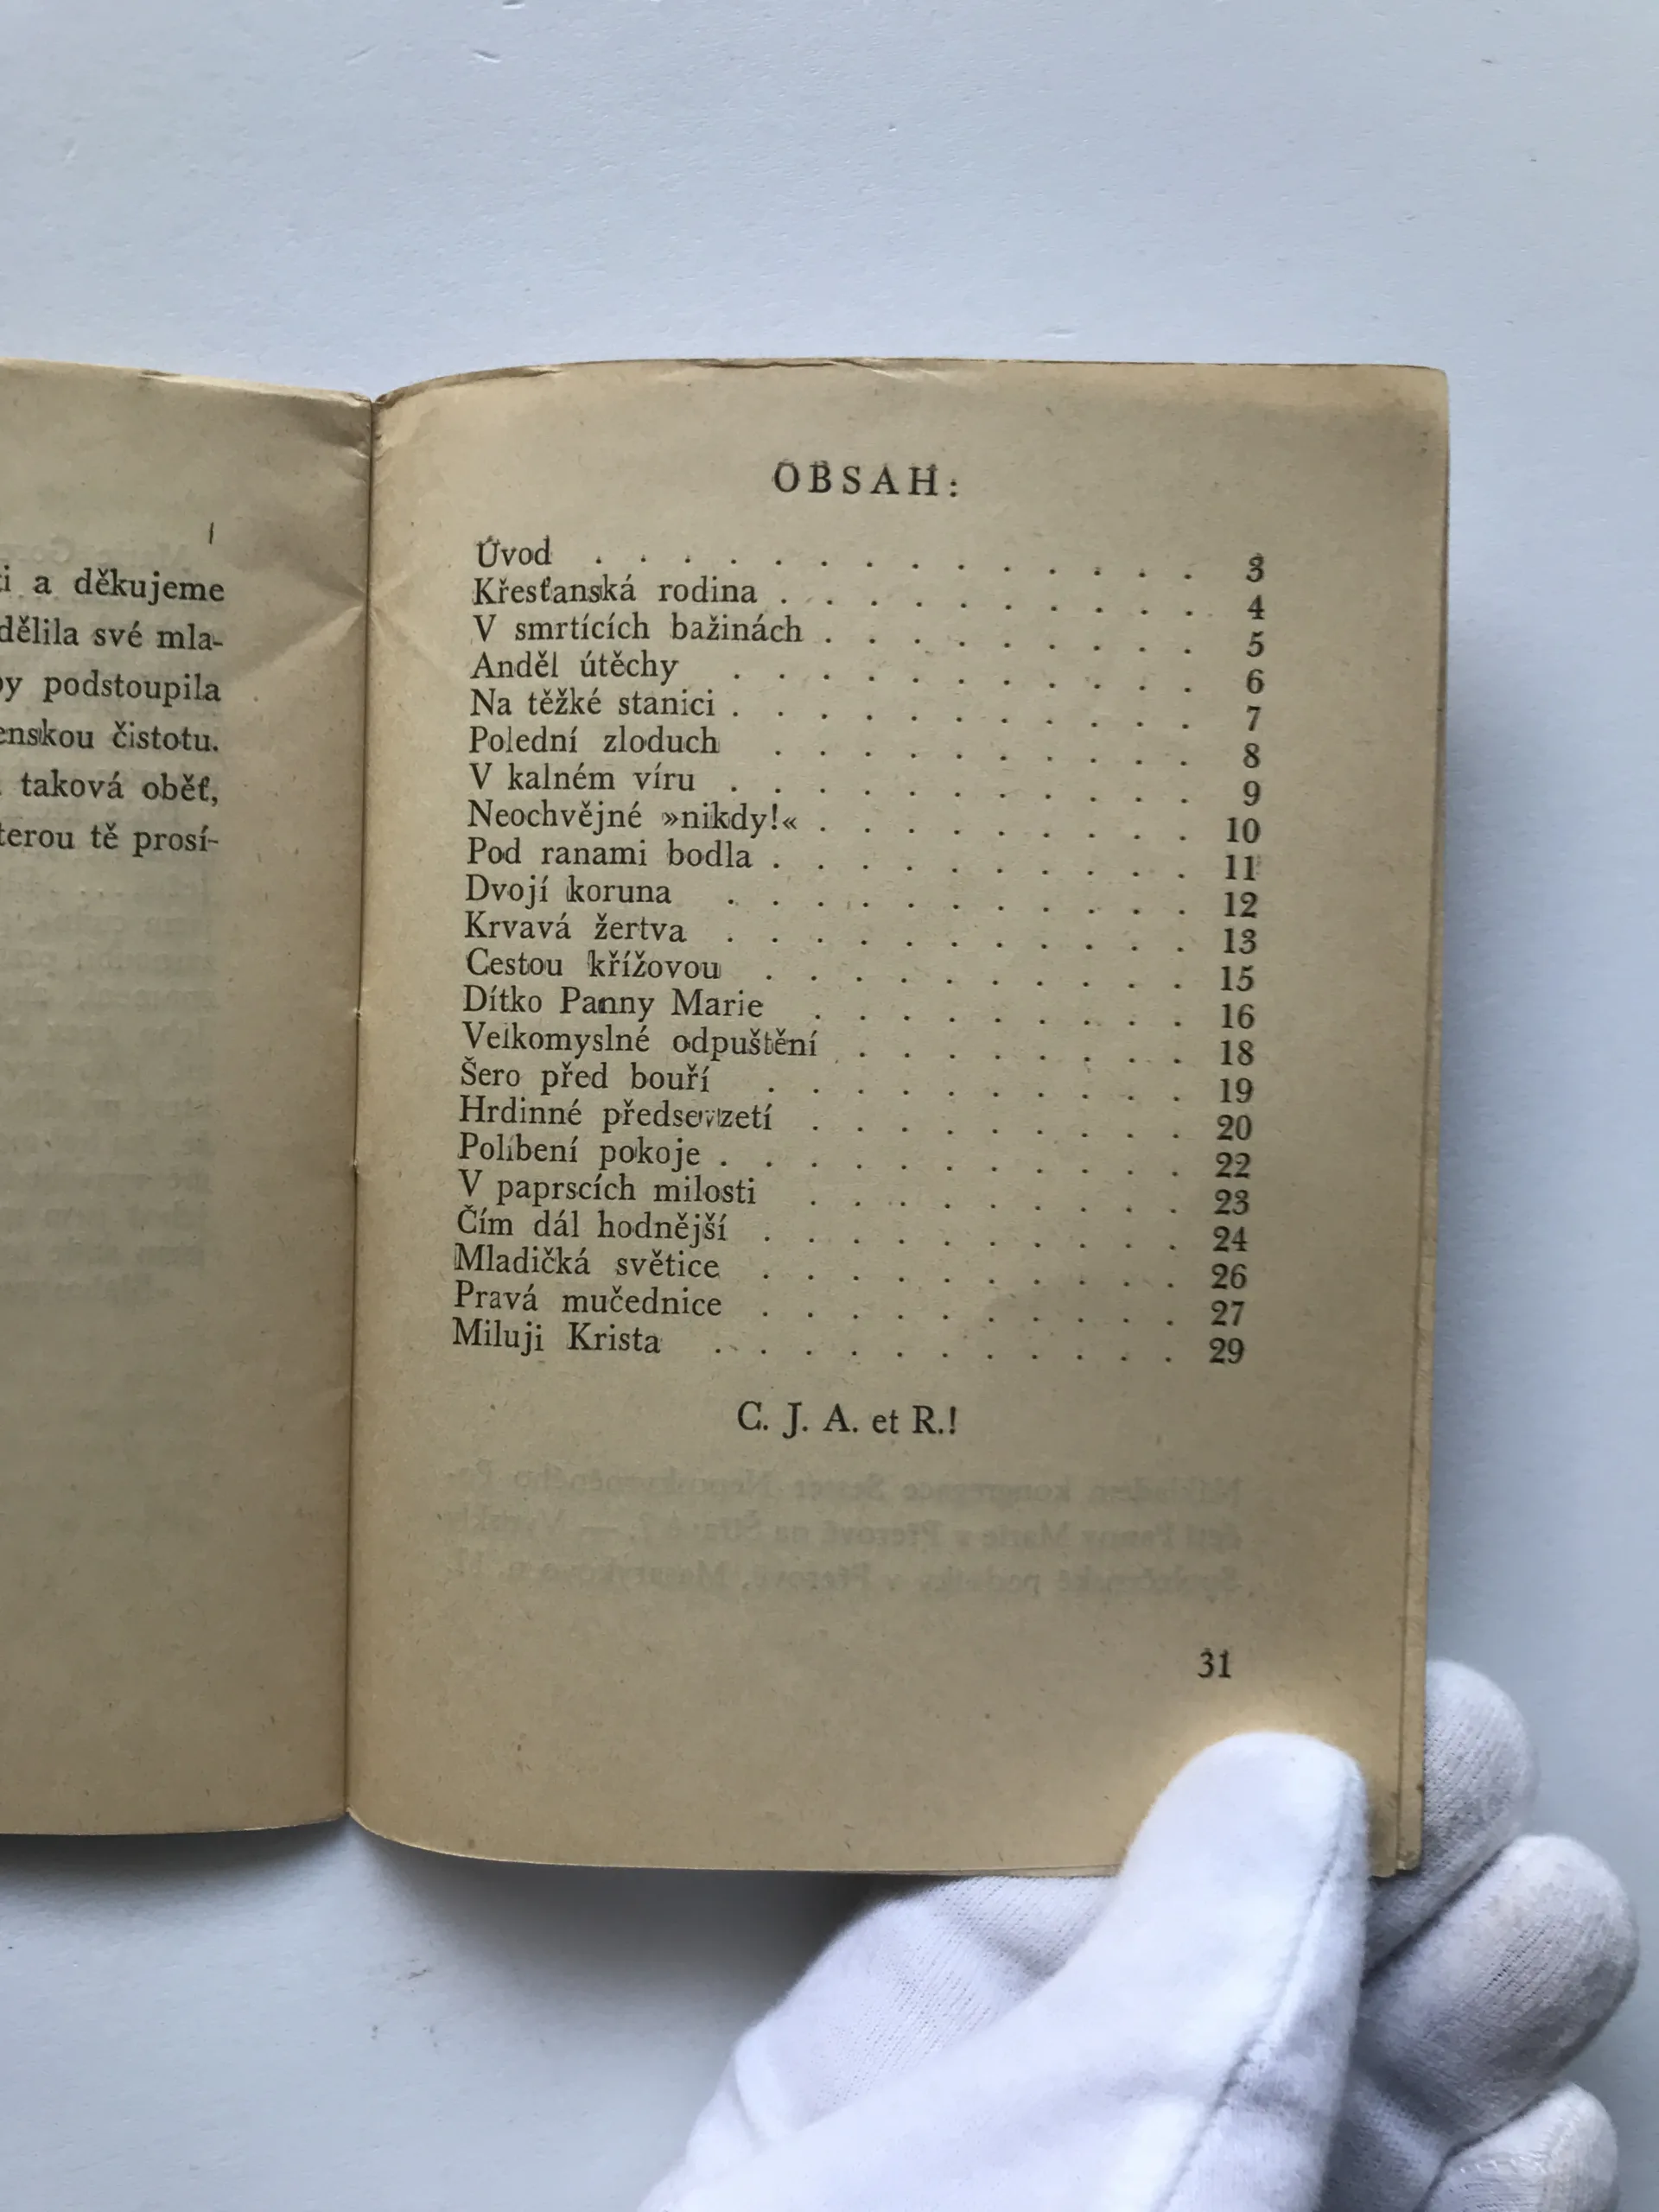 i a děkujeme
dělila své mla-
by podstoupila
enskou čistotu.
taková oběť,
terou tě prosí-
OBSAH:
Úvod . . . . . . . . . . . . . . 3
Křesťanská rodina . . . . . . . . . . 4
V smrtících bažinách . . . . . . . . . 5
Anděl útěchy . . . . . . . . . . . 6
Na těžké stanici . . . . . . . . . . . 7
Polední zloduch . . . . . . . . . . 8
V kalném víru . . . . . . . . . . . 9
Neochvějné »nikdy!« . . . . . . . . . 10
Pod ranami bodla . . . . . . . . . . 11
Dvojí koruna . . . . . . . . . . . 12
Krvavá žertva . . . . . . . . . . . 13
Cestou křížovou . . . . . . . . . . 15
Dítko Panny Marie . . . . . . . . . 16
Velkomyslné odpuštění . . . . . . . . 18
Šero před bouří . . . . . . . . . . 19
Hrdinné předsevzetí . . . . . . . . . 20
Políbení pokoje . . . . . . . . . . . 22
V paprscích milosti . . . . . . . . . 23
Čím dál hodnější . . . . . . . . . . 24
Mladičká světice . . . . . . . . . . 26
Pravá mučednice . . . . . . . . . . 27
Miluji Krista . . . . . . . . . . . 29
C. J. A. et R.!
31